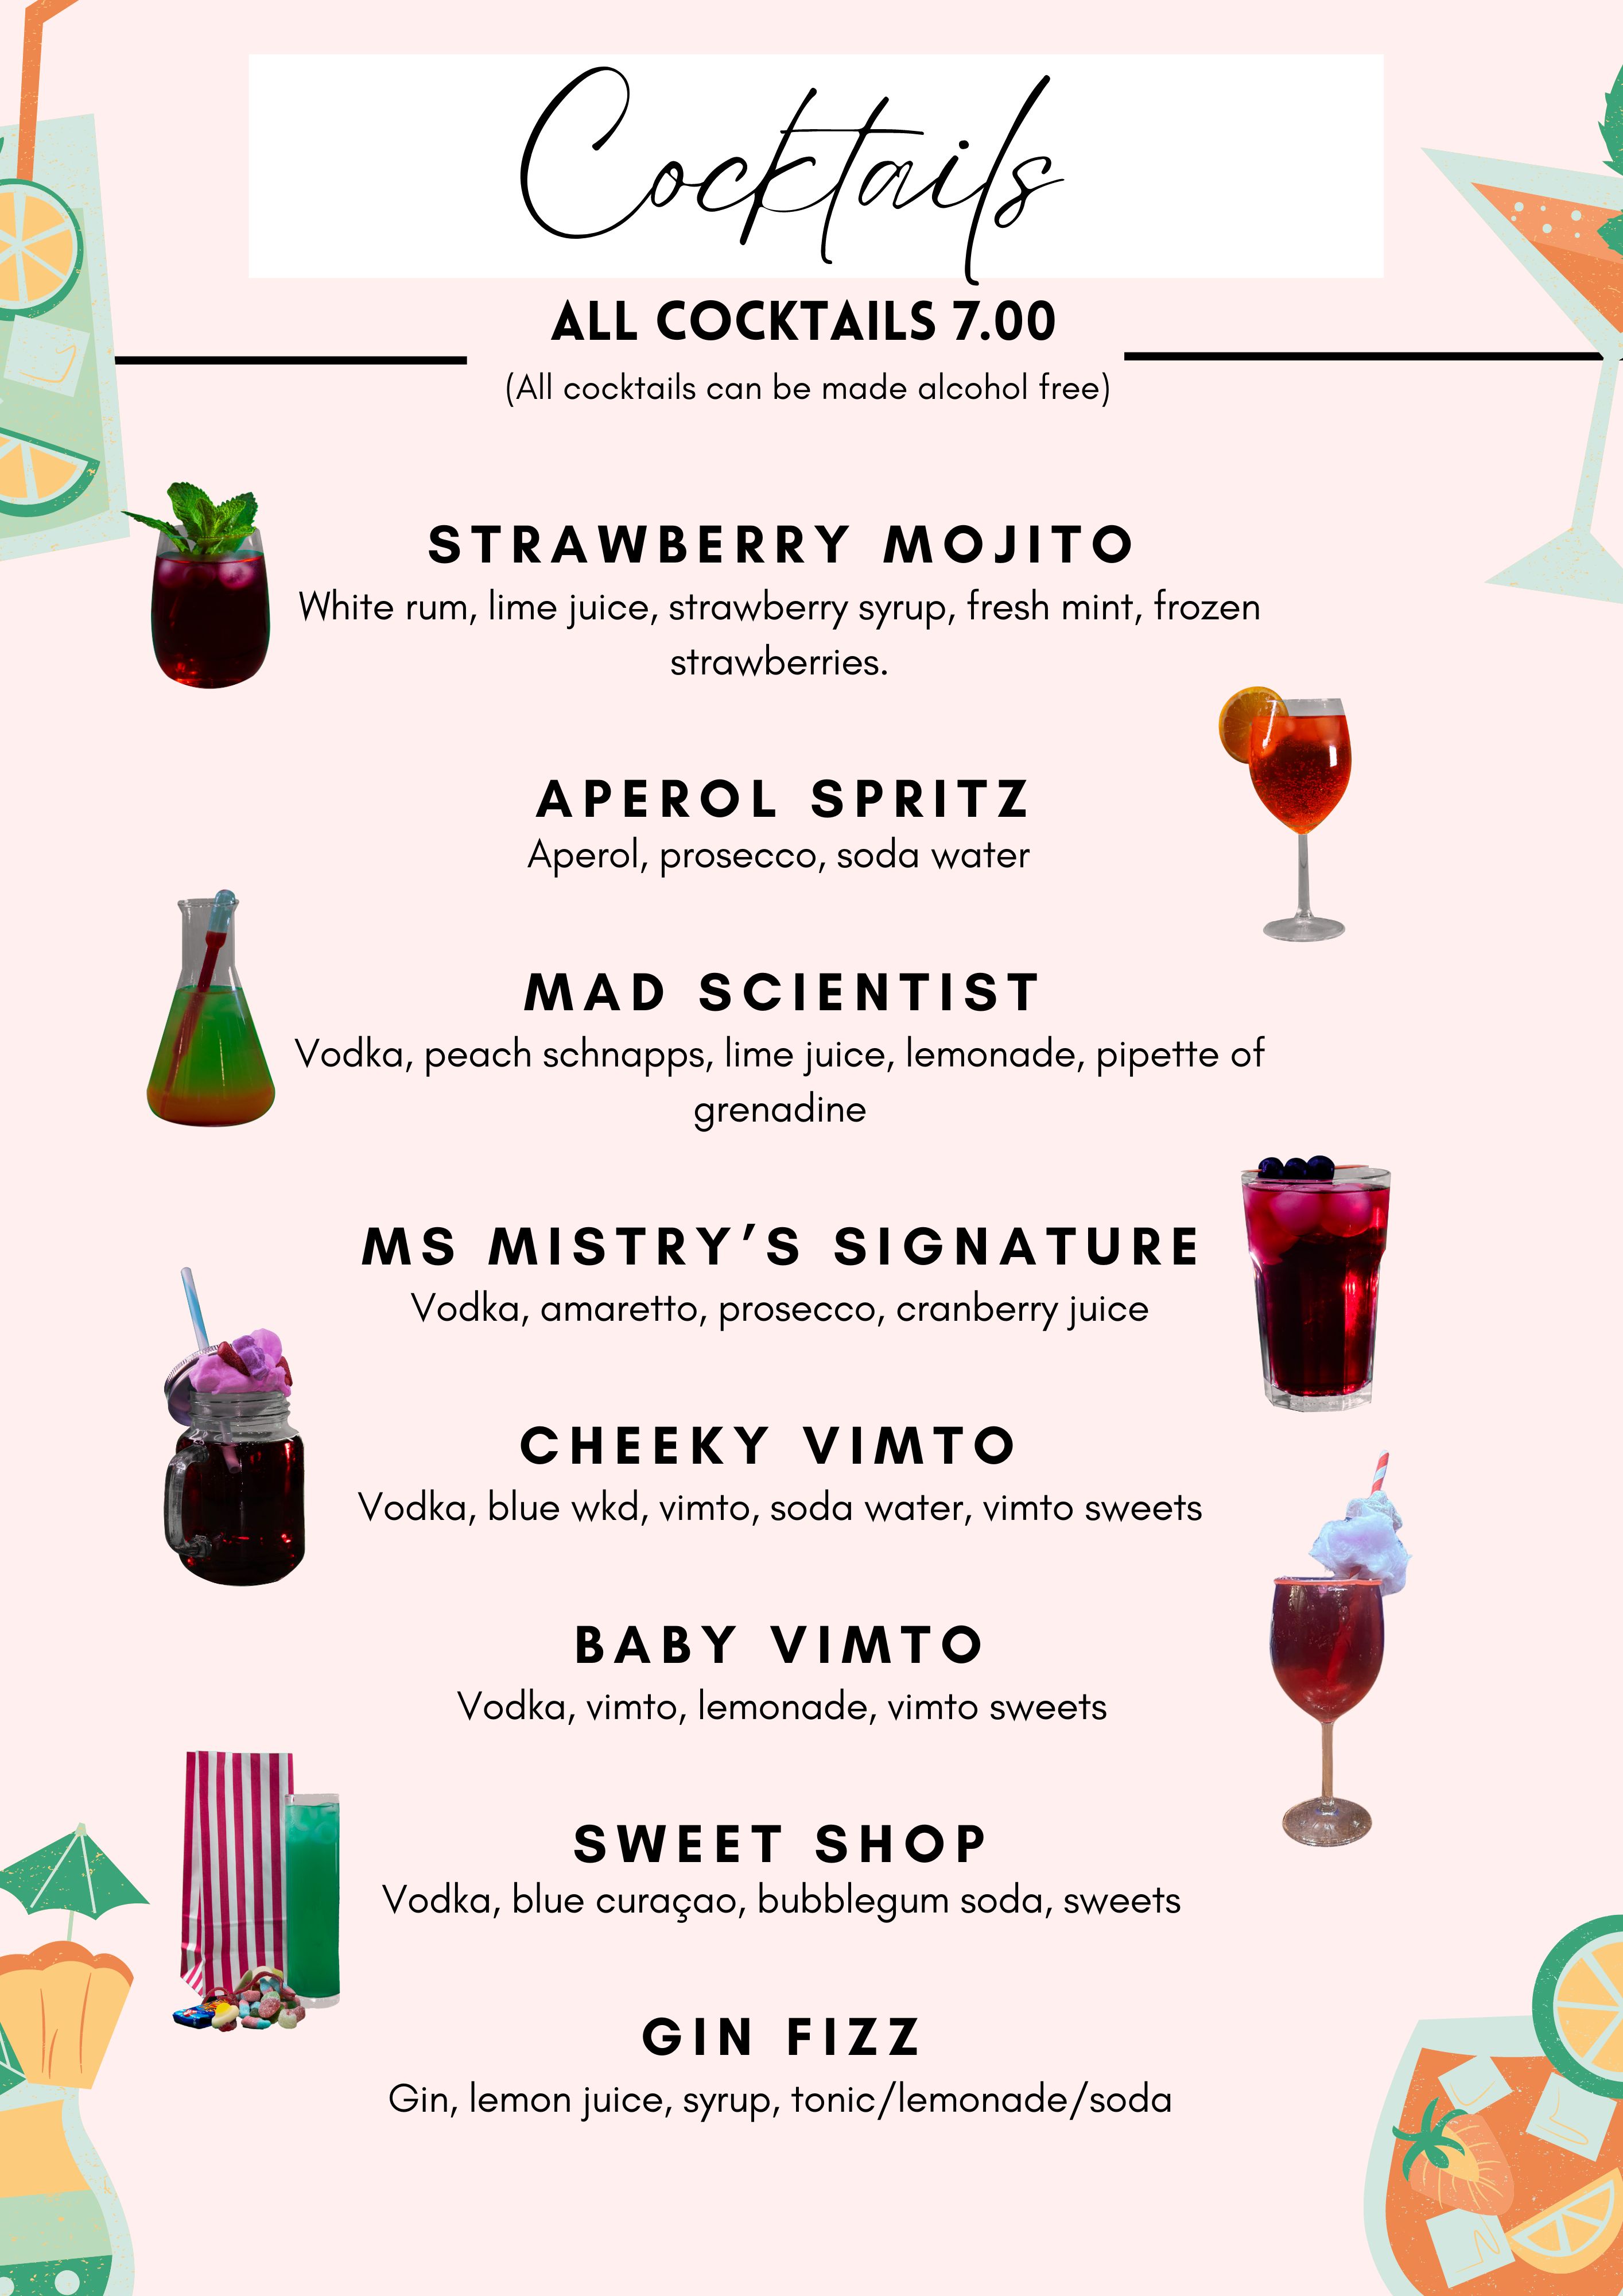 Cocktails
ALL COCKTAILS 7.00
(All cocktails can be made alcohol free)
STRAWBERRY MOJITO
White rum, lime juice, strawberry syrup, fresh mint, frozen
strawberries.
APEROL SPRITZ
Aperol, prosecco, soda water
MAD SCIENTIST
Vodka, peach schnapps, lime juice, lemonade, pipette of
grenadine
MS MISTRY'S SIGNATURE
Vodka, amaretto, prosecco, cranberry juice
CHEEKY VIMTO
Vodka, blue wkd, vimto, soda water, vimto sweets
BABY VIMTO
Vodka, vimto, lemonade, vimto sweets
SWEET SHOP
Vodka, blue curaçao, bubblegum soda, sweets
GIN FIZZ
Gin, lemon juice, syrup, tonic/lemonade/soda